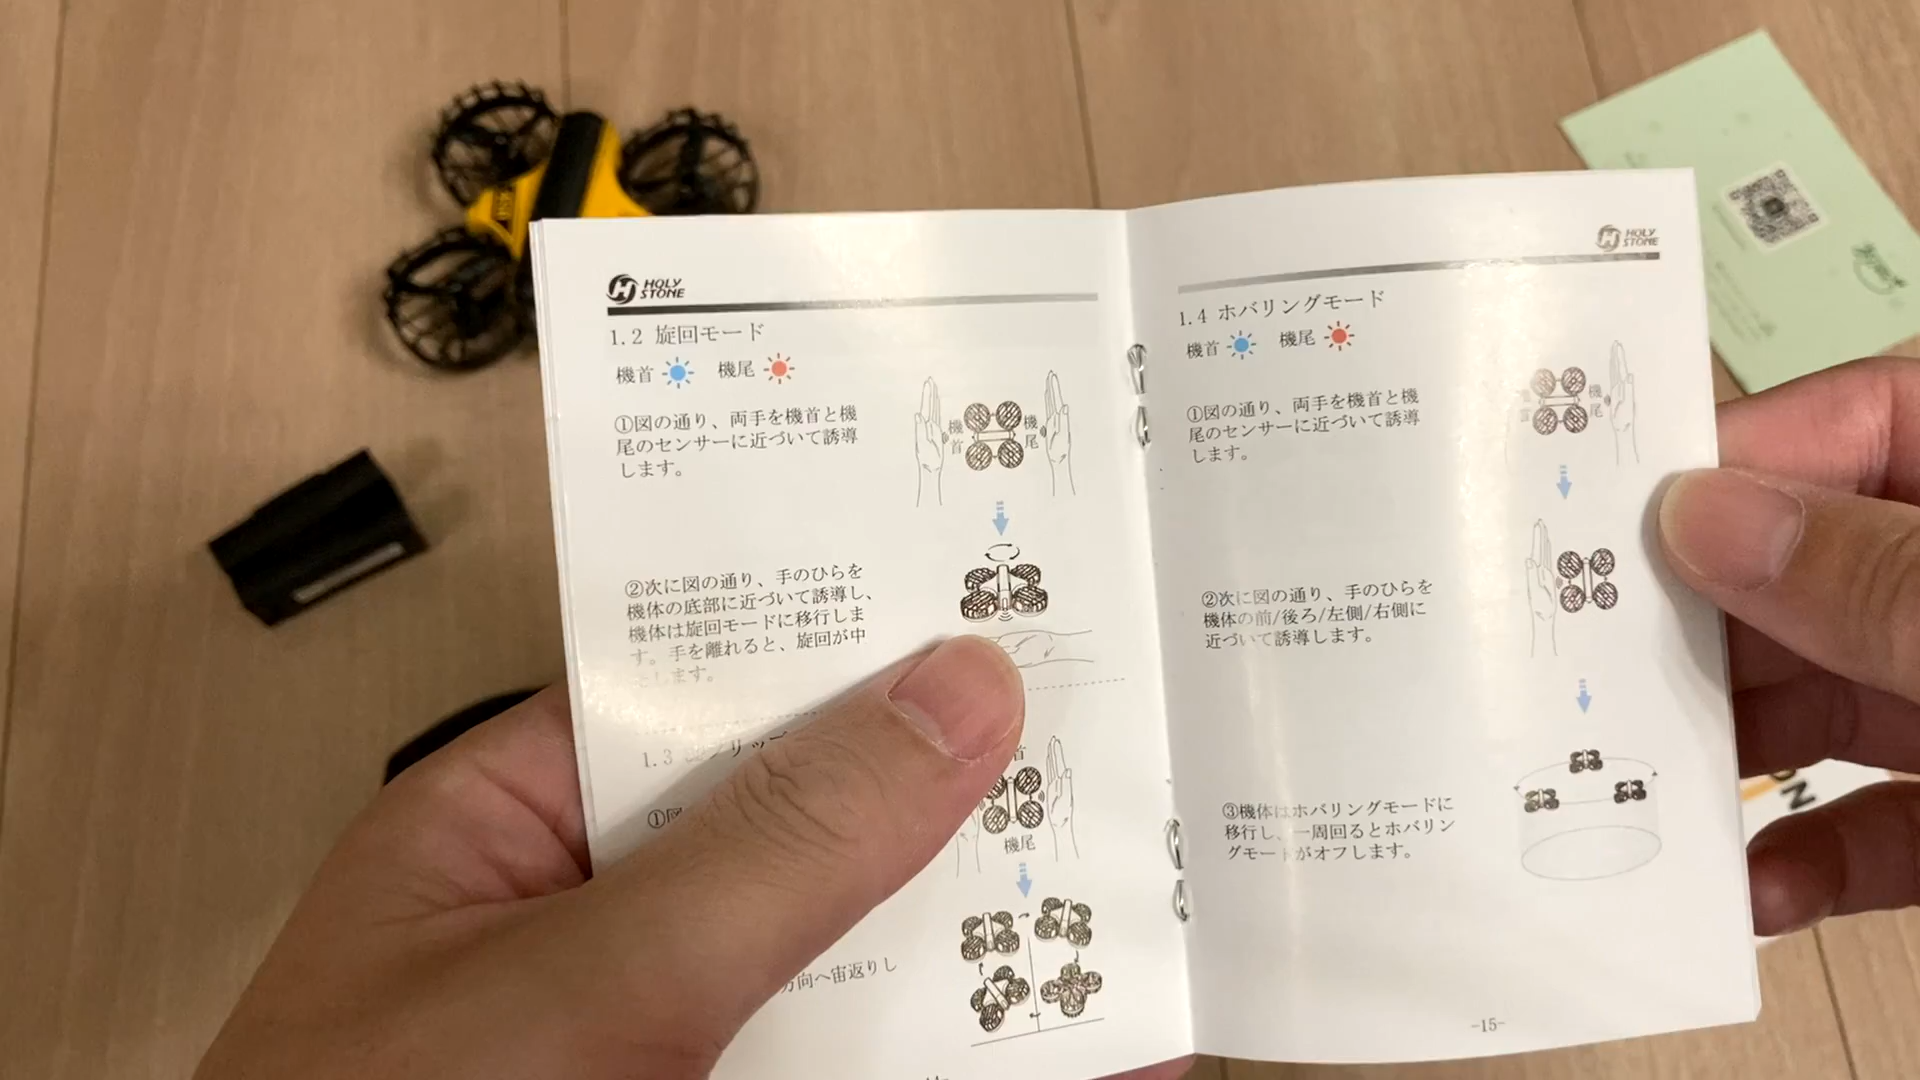 HOLY
STONE
1.2 旋回モード
機首 機尾
①図の通り、両手を機首と機
尾のセンサーに近づいて誘導
します。
機首
機尾
②次に図の通り、手のひらを
機体の底部に近づいて誘導し、
機体は旋回モードに移行しま
す。手を離れると、旋回が中
します。
1.3
リップ
①図
首
機尾
方向へ宙返りし
HOLY
STONE
1.4 ホバリングモード
機首 機尾
①図の通り、両手を機首と機
尾のセンサーに近づいて誘導
します。
首
機尾
②次に図の通り、手のひらを
機体の前/後ろ/左側/右側に
近づいて誘導します。
③機体はホバリングモードに
移行し、一周回るとホバリン
グモードがオフします。
-15-
ON